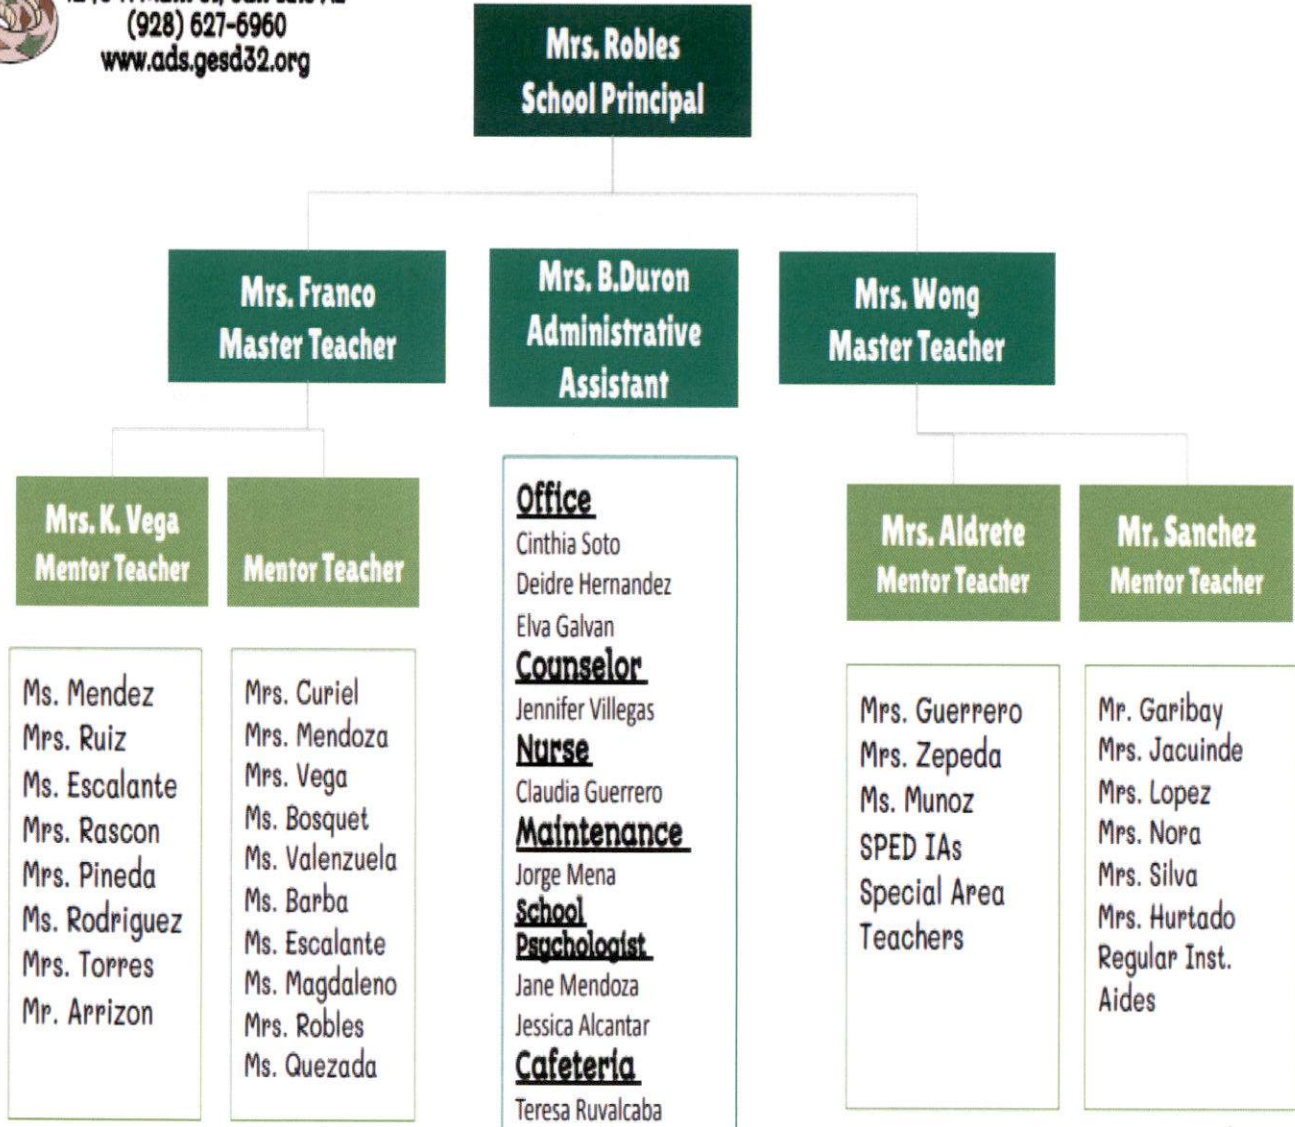 (928) 627-6960
www.ads.gesd32.org
Mrs. Robles
School Principal
Mrs. Franco
Master Teacher
Mrs. B.Duron
Administrative
Assistant
Mrs. Wong
Master Teacher
Mrs. K. Vega
Mentor Teacher
Mentor Teacher
Mrs. Aldrete
Mentor Teacher
Mr. Sanchez
Mentor Teacher
Ms. Mendez
Mrs. Ruiz
Ms. Escalante
Mrs. Rascon
Mrs. Pineda
Ms. Rodriguez
Mrs. Torres
Mr. Arrizon
Mrs. Curiel
Mrs. Mendoza
Mrs. Vega
Ms. Bosquet
Ms. Valenzuela
Ms. Barba
Ms. Escalante
Ms. Magdaleno
Mrs. Robles
Ms. Quezada
Office
Cinthia Soto
Deidre Hernandez
Elva Galvan
Counselor
Jennifer Villegas
Nurse
Claudia Guerrero
Maintenance
Jorge Mena
School
Psychologist
Jane Mendoza
Jessica Alcantar
Cafeteria
Teresa Ruvalcaba
Mrs. Guerrero
Mrs. Zepeda
Ms. Munoz
SPED IAs
Special Area
Teachers
Mr. Garibay
Mrs. Jacuinde
Mrs. Lopez
Mrs. Nora
Mrs. Silva
Mrs. Hurtado
Regular Inst.
Aides